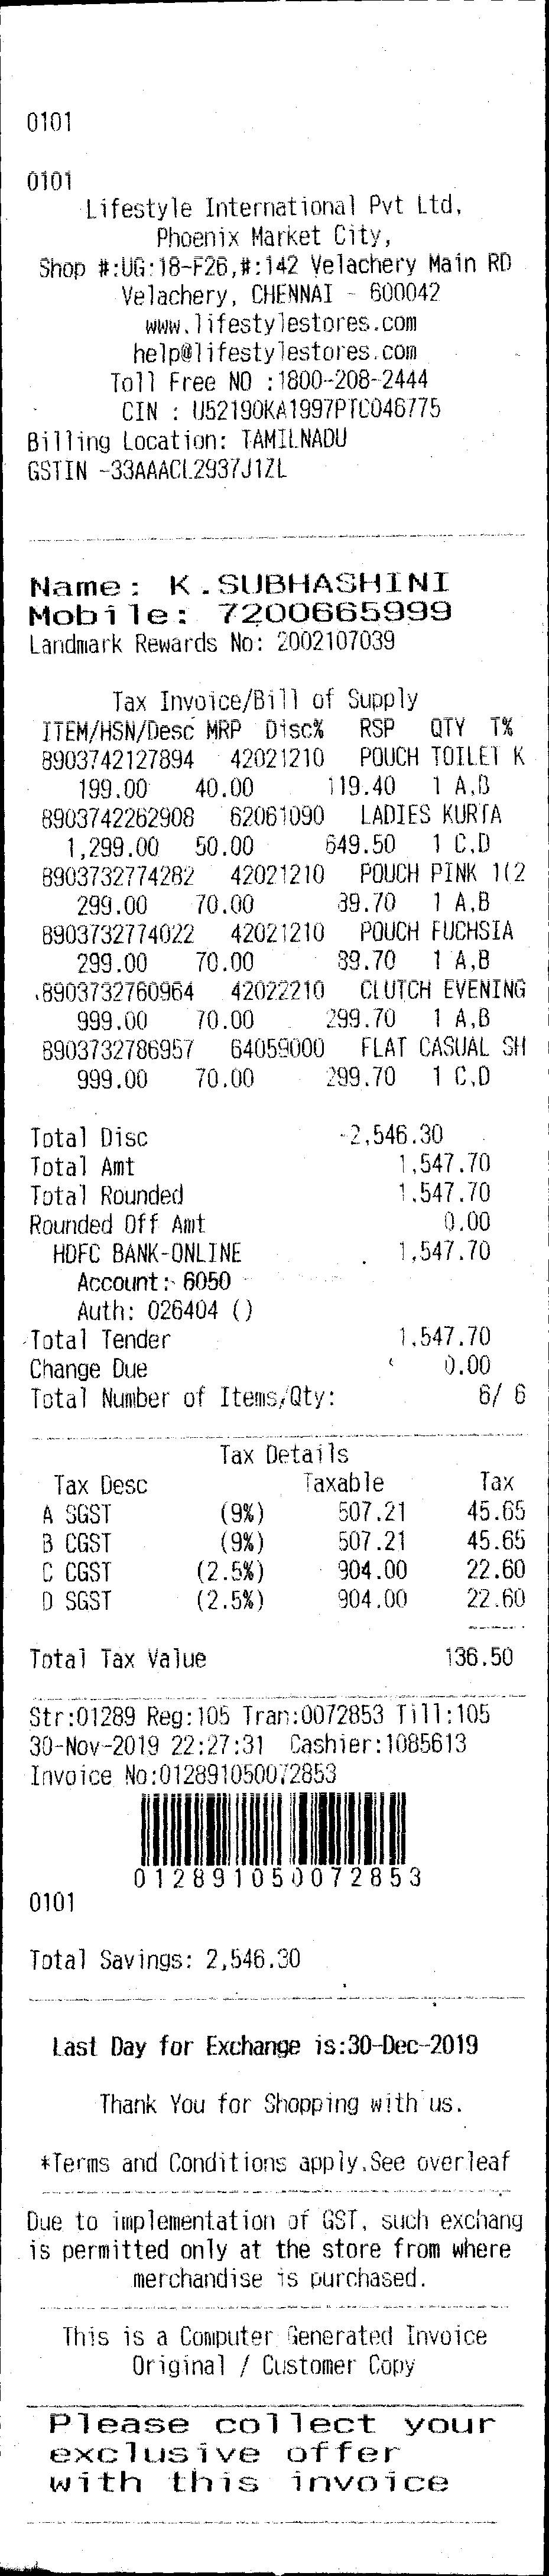 0101
0101
Lifestyle International Pvt Ltd,
Phoenix Market City,
Shop #:UG:18-F26,#:142 Velachery Main RD
Velachery, CHENNAI - 600042
www.lifestylestores.com
help@lifestylestores.com
Toll Free NO :1800-208-2444
CIN : U52190KA1997PTC046775
Billing Location: TAMILNADU
GSTIN -33AAACL2937J1ZL
Name: K.SUBHASHINI
Mobile: 7200665999
Landmark Rewards No: 2002107039
Tax Invoice/Bill of Supply
ITEM/HSN/Desc MRP Disc% RSP QTY T%
8903742127894 42021210 POUCH TOILET K
199.00 40.00 119.40 1 A,B
8903742262908 62061090 LADIES KURTA
1,299.00 50.00 649.50 1 C,D
8903732774282 42021210 POUCH PINK 1(2
299.00 70.00 89.70 1 A,B
8903732774022 42021210 POUCH FUCHSIA
299.00 70.00 89.70 1 A,B
8903732760964 42022210 CLUTCH EVENING
999.00 70.00 299.70 1 A,B
8903732786957 64059000 FLAT CASUAL SH
999.00 70.00 299.70 1 C,D
Total Disc -2,546.30
Total Amt 1,547.70
Total Rounded 1,547.70
Rounded Off Amt 0.00
HDFC BANK-ONLINE 1,547.70
Account: 6050
Auth: 026404 ()
Total Tender 1,547.70
Change Due 0.00
Total Number of Items/Qty: 6/ 6
Tax Details
Tax Desc Taxable Tax
A SGST (9%) 507.21 45.65
B CGST (9%) 507.21 45.65
C CGST (2.5%) 904.00 22.60
D SGST (2.5%) 904.00 22.60
Total Tax Value 136.50
Str:01289 Reg:105 Tran:0072853 Till:105
30-Nov-2019 22:27:31 Cashier:1085613
Invoice No:012891050072853
012891050072853
0101
Total Savings: 2,546.30
Last Day for Exchange is:30-Dec-2019
Thank You for Shopping with us.
*Terms and Conditions apply.See overleaf
Due to implementation of GST, such exchang
is permitted only at the store from where
merchandise is purchased.
This is a Computer Generated Invoice
Original / Customer Copy
Please collect your
exclusive offer
with this invoice